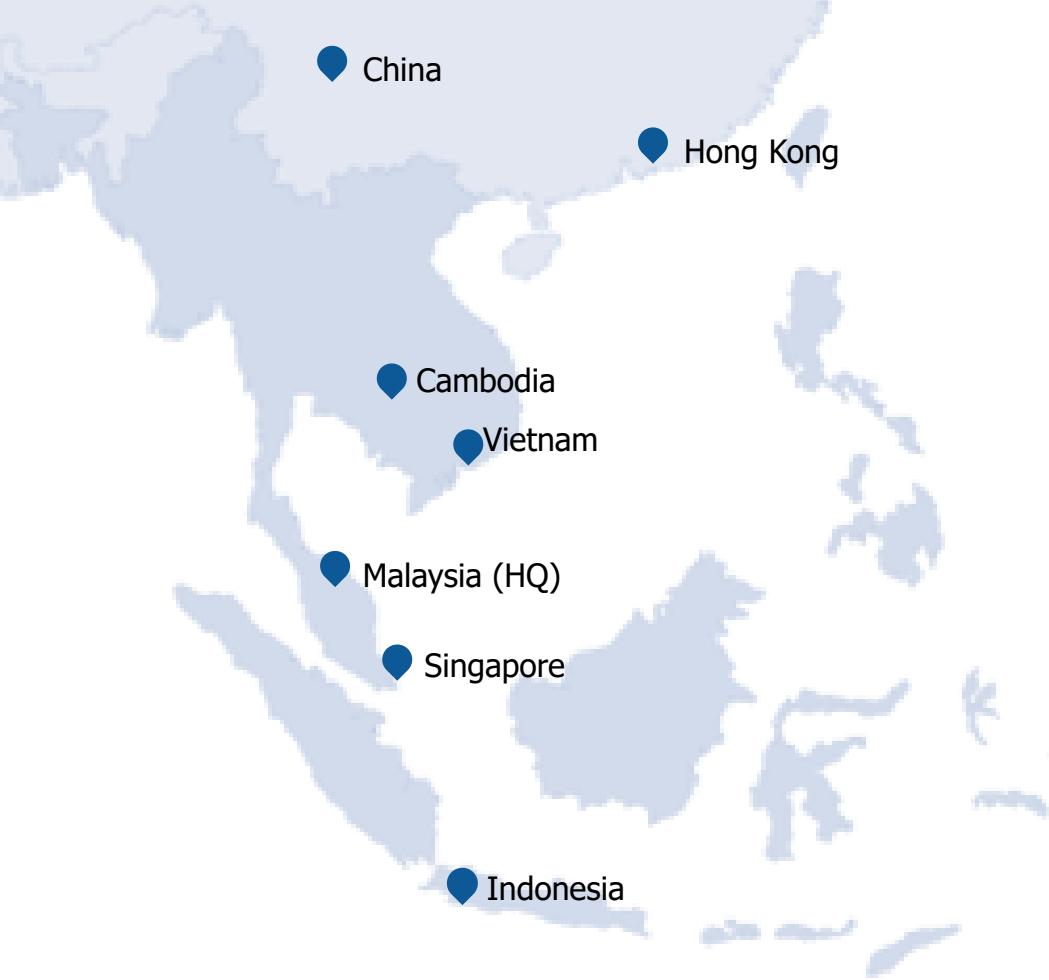 China
Hong Kong
Cambodia
Vietnam
Malaysia (HQ)
Singapore
Indonesia